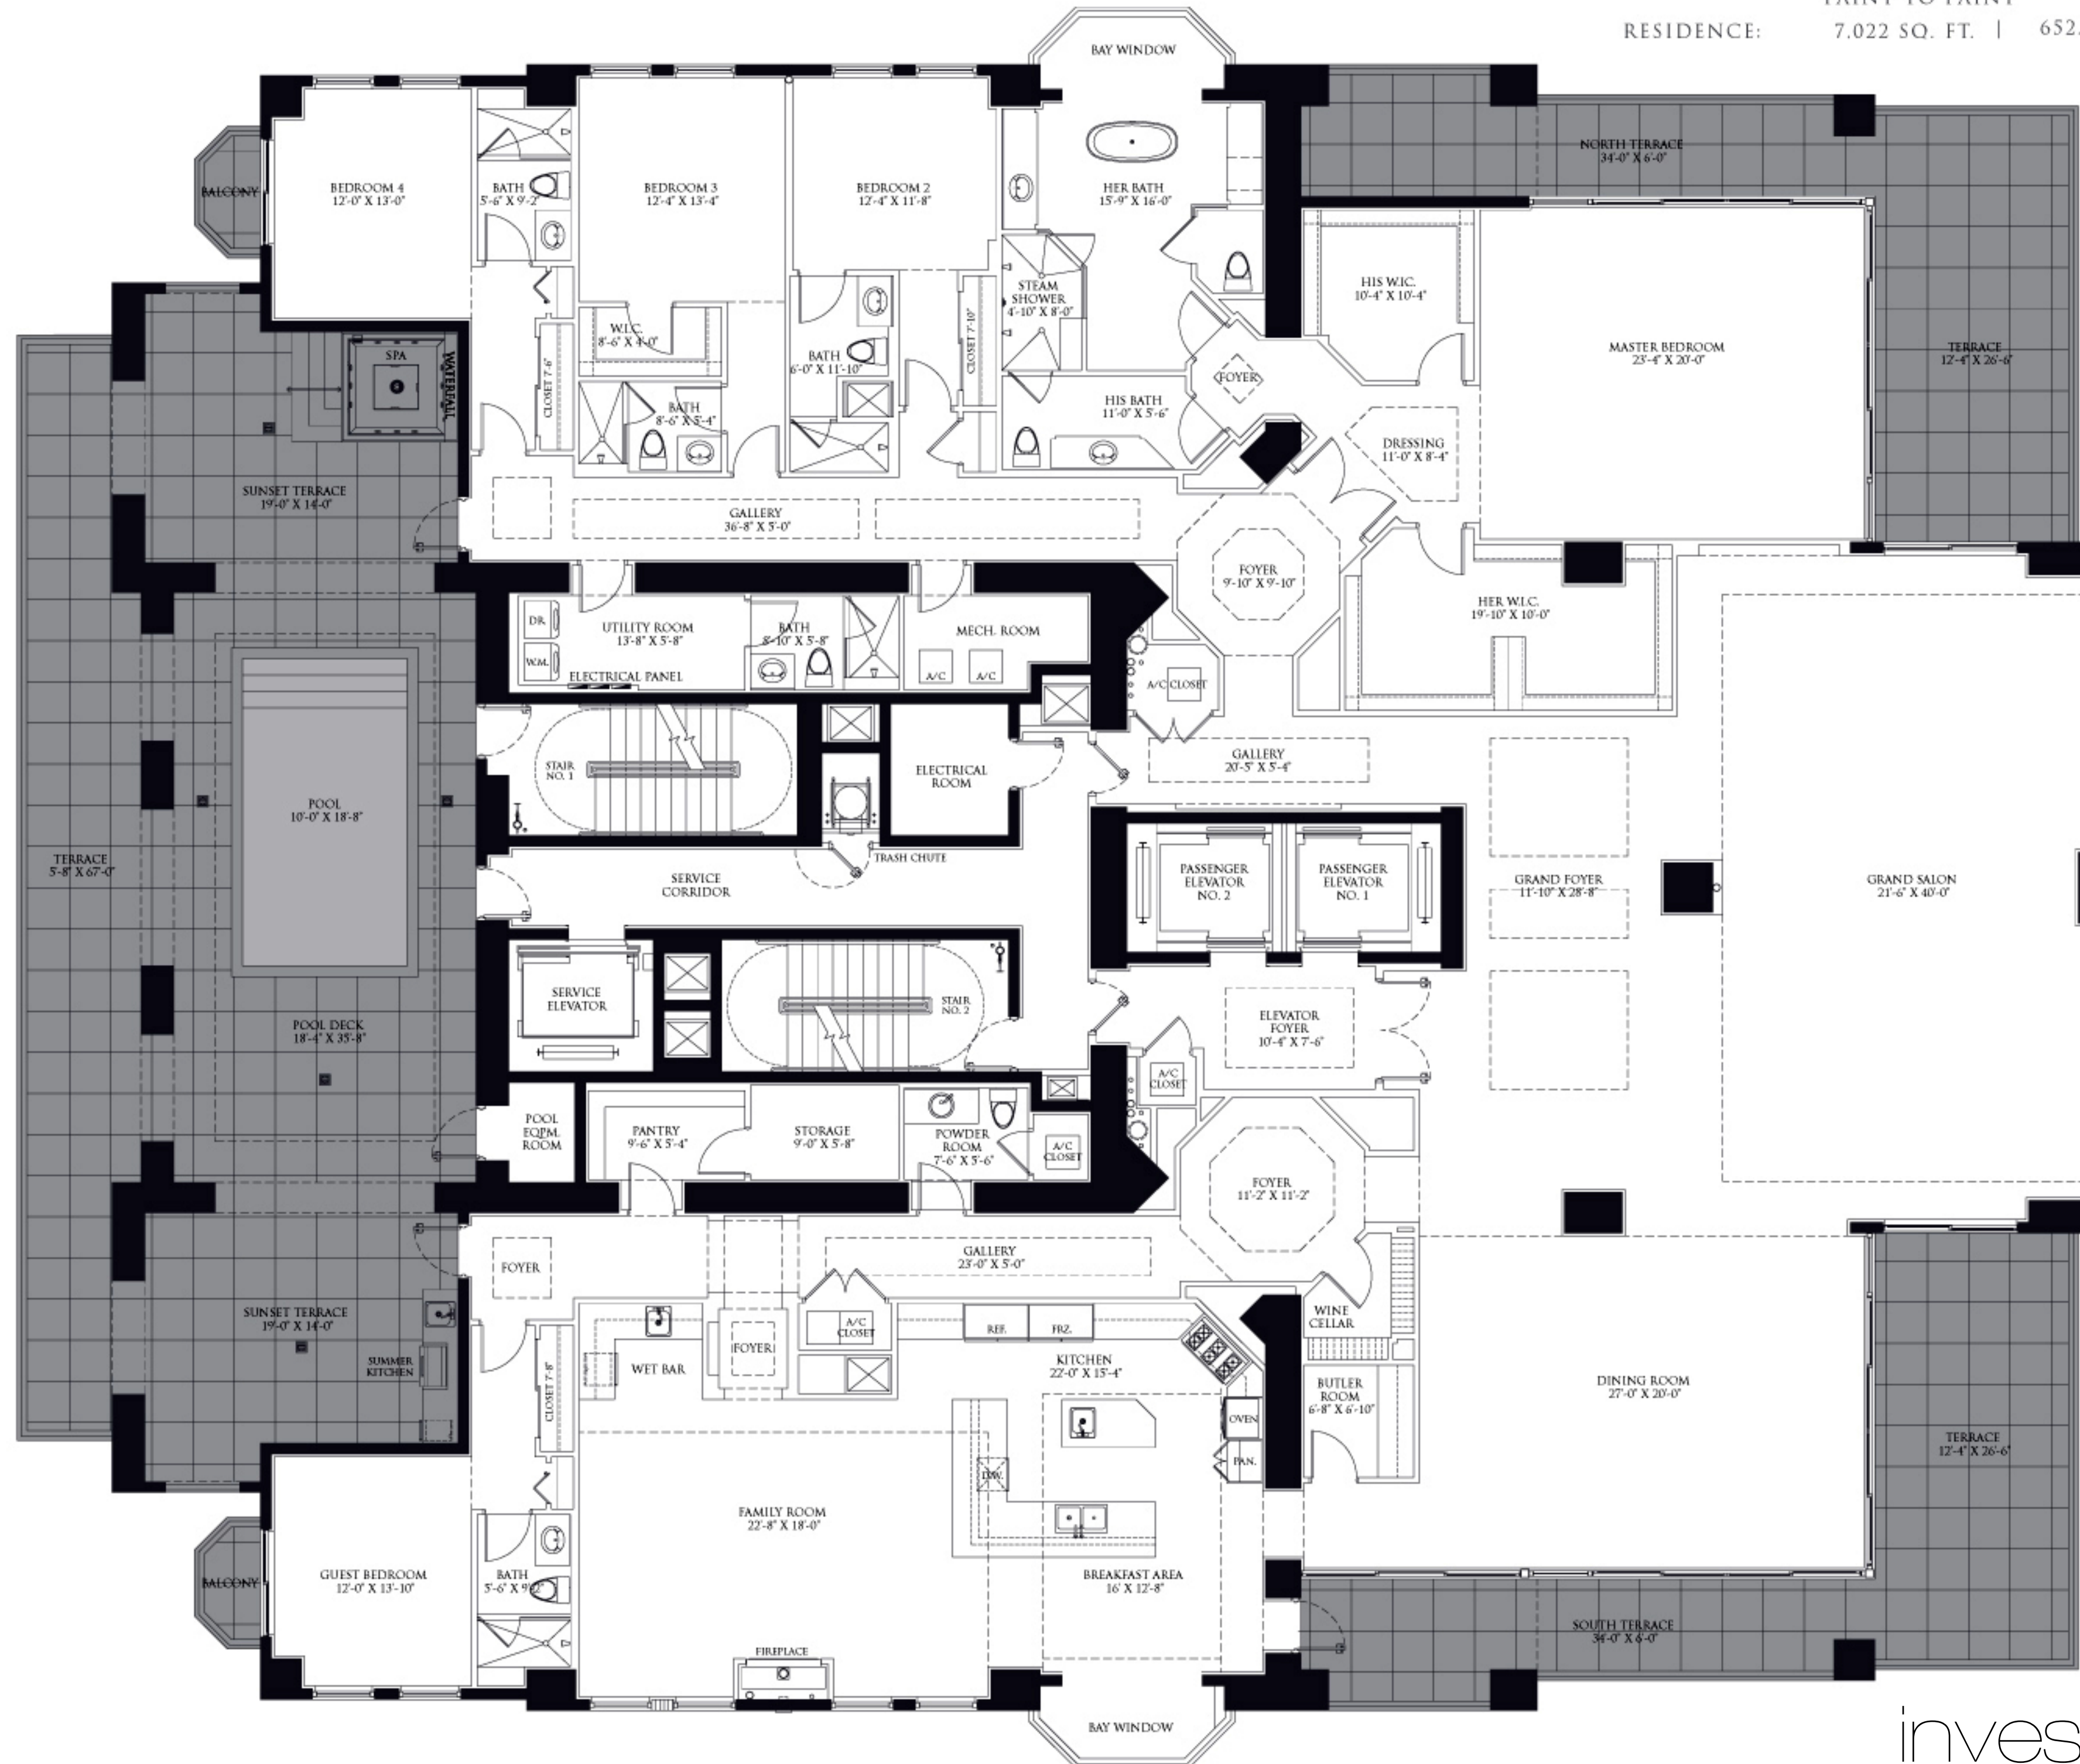 RESIDENCE: 7,022 SQ. FT. | 652.
BAY WINDOW
NORTH TERRACE
34'-0" X 6'-0"
BALCONY
BEDROOM 4
12'-0" X 13'-0"
BATH
5'-6" X 9'-2"
BEDROOM 3
12'-4" X 13'-4"
BEDROOM 2
12'-4" X 11'-8"
HER BATH
15'-9" X 16'-0"
STEAM
SHOWER
4'-10" X 8'-0"
HIS W.I.C.
10'-4" X 10'-4"
MASTER BEDROOM
23'-4" X 20'-0"
TERRACE
12'-4" X 26'-6"
SPA
WATERFALL
CLOSET 7'-6"
W.I.C.
8'-6" X 4'-0"
BATH
8'-6" X 5'-4"
BATH
6'-0" X 11'-10"
CLOSET 7'-10"
FOYER
HIS BATH
11'-0" X 5'-6"
DRESSING
11'-0" X 8'-4"
SUNSET TERRACE
19'-0" X 14'-0"
GALLERY
36'-8" X 5'-0"
FOYER
9'-10" X 9'-10"
HER W.I.C.
19'-10" X 10'-0"
DR.
W.M.
UTILITY ROOM
13'-8" X 5'-8"
ELECTRICAL PANEL
BATH
8'-10" X 5'-8"
MECH. ROOM
A/C
A/C
A/C CLOSET
STAIR
NO. 1
ELECTRICAL
ROOM
GALLERY
20'-5" X 5'-4"
POOL
10'-0" X 18'-8"
TERRACE
5'-8" X 67'-0"
TRASH CHUTE
SERVICE
CORRIDOR
PASSENGER
ELEVATOR
NO. 2
PASSENGER
ELEVATOR
NO. 1
GRAND FOYER
11'-10" X 28'-8"
GRAND SALON
21'-6" X 40'-0"
SERVICE
ELEVATOR
STAIR
NO. 2
ELEVATOR
FOYER
10'-4" X 7'-6"
POOL DECK
18'-4" X 35'-8"
A/C
CLOSET
POOL
EQPM.
ROOM
PANTRY
9'-6" X 5'-4"
STORAGE
9'-0" X 5'-8"
POWDER
ROOM
7'-6" X 5'-6"
A/C
CLOSET
FOYER
11'-2" X 11'-2"
FOYER
GALLERY
23'-0" X 5'-0"
SUNSET TERRACE
19'-0" X 14'-0"
SUMMER
KITCHEN
CLOSET 7'-8"
WET BAR
FOYER
A/C
CLOSET
REF.
FRZ.
KITCHEN
22'-0" X 15'-4"
WINE
CELLAR
BUTLER
ROOM
6'-8" X 6'-10"
OVEN
PAN.
D.W.
DINING ROOM
27'-0" X 20'-0"
TERRACE
12'-4" X 26'-6"
FAMILY ROOM
22'-8" X 18'-0"
BALCONY
GUEST BEDROOM
12'-0" X 13'-10"
BATH
5'-6" X 9'-2"
BREAKFAST AREA
16' X 12'-8"
SOUTH TERRACE
34'-0" X 6'-0"
FIREPLACE
BAY WINDOW
inves